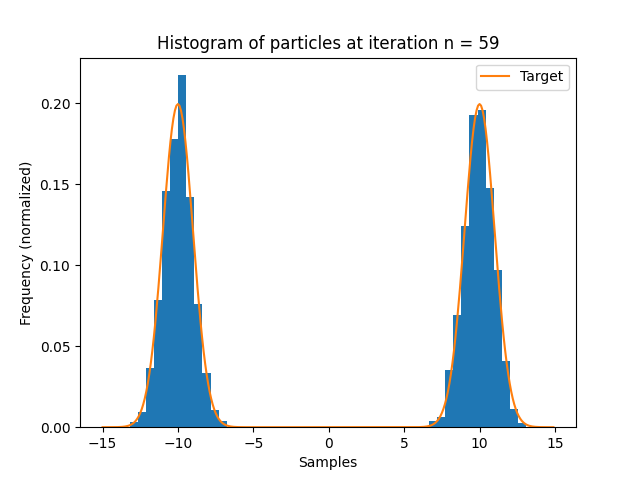 Histogram of particles at iteration n = 59
Target
Frequency (normalized)
0.20
0.15
0.10
0.05
0.00
−15 −10 −5 0 5 10 15
Samples